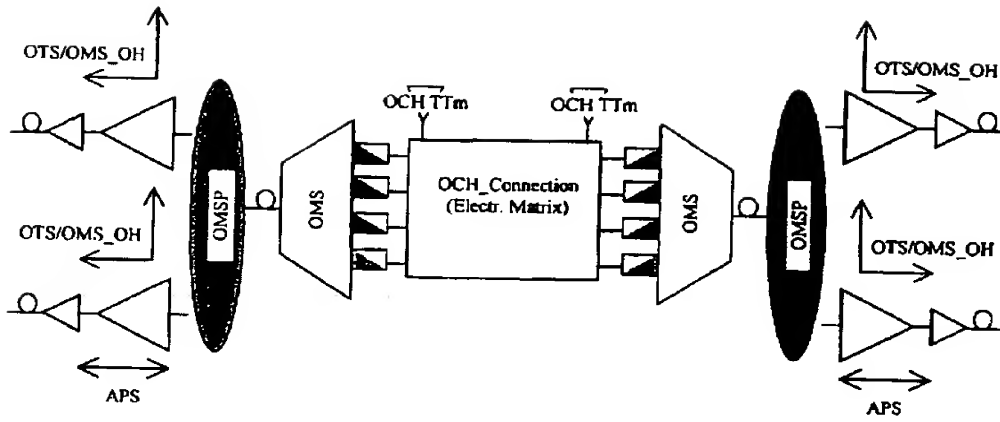 OTS/OMS_OH
OTS/OMS_OH
OCH TTm
OCH TTm
OMSP
OMS
OCH_Connection
(Electr. Matrix)
OMS
OMSP
OTS/OMS_OH
OTS/OMS_OH
APS
APS